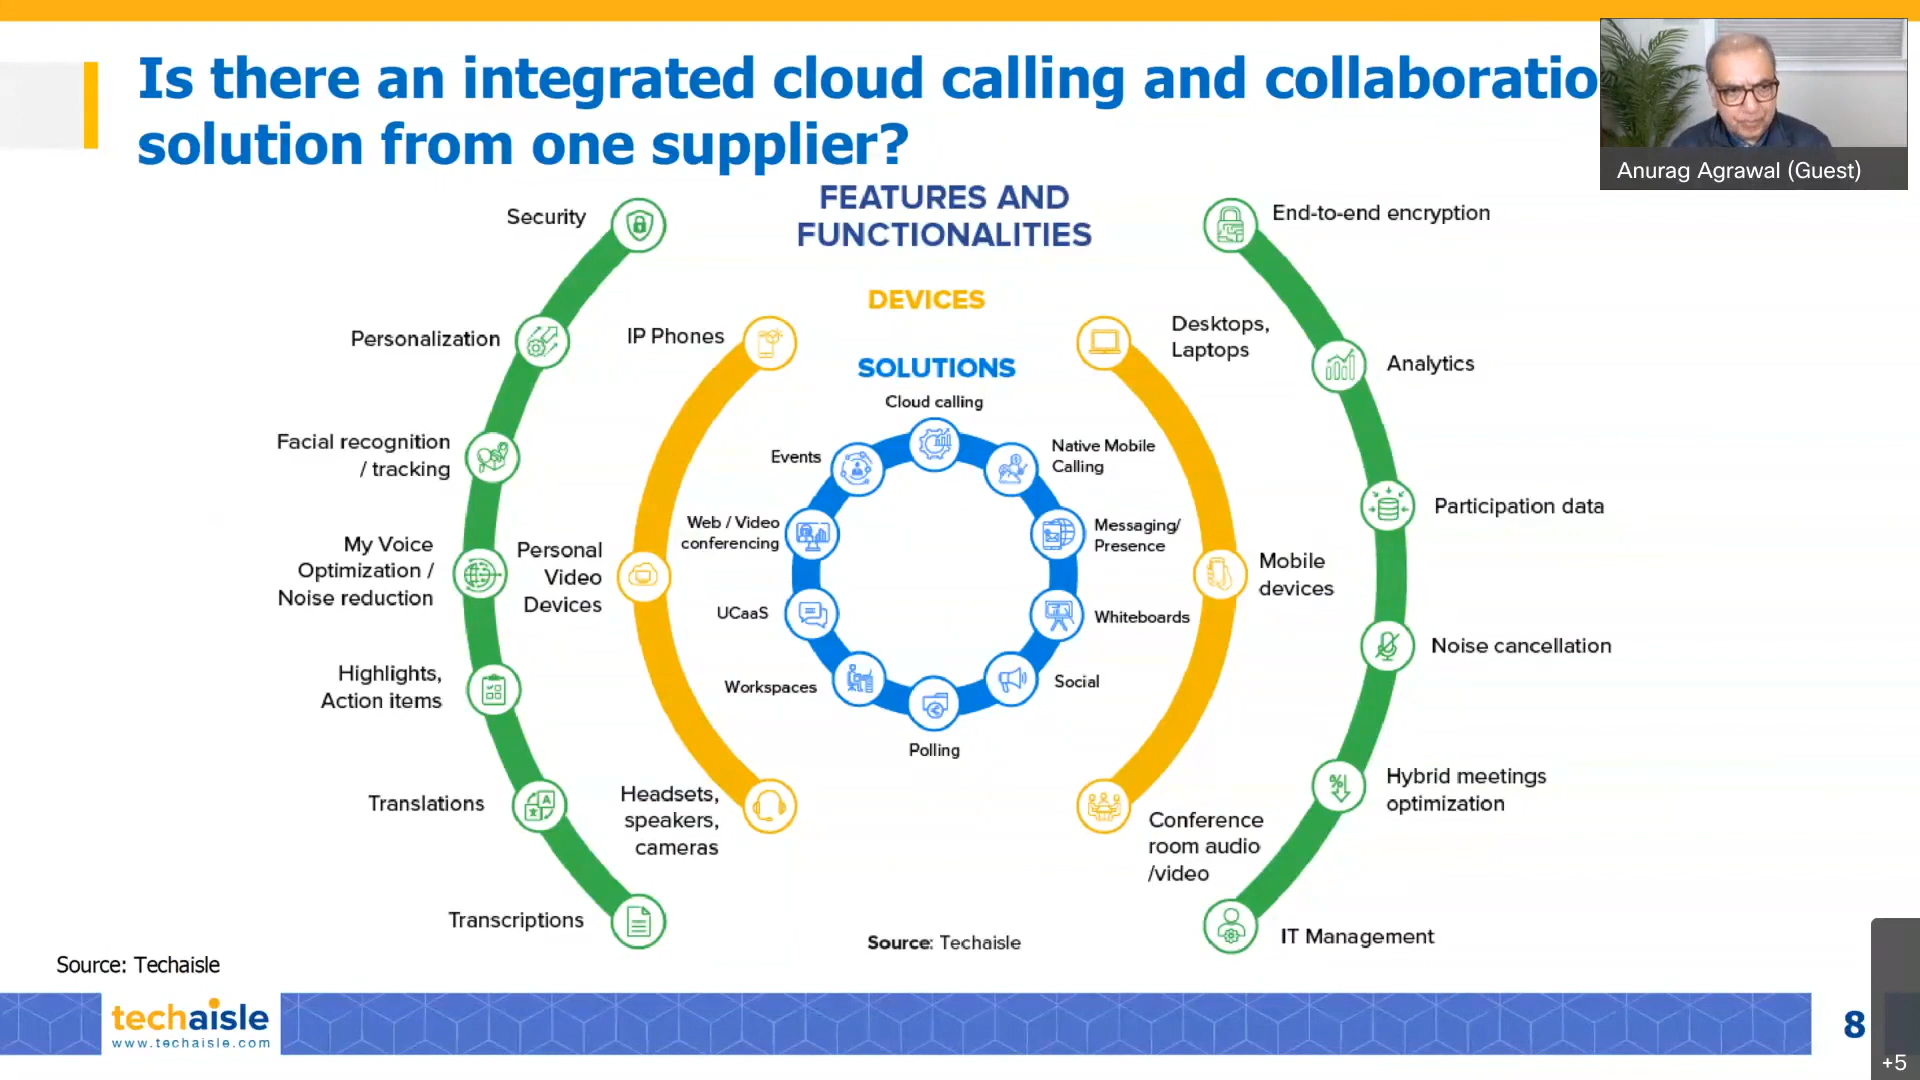 Is there an integrated cloud calling and collaboratio
solution from one supplier?
Anurag Agrawal (Guest)
FEATURES AND
FUNCTIONALITIES
DEVICES
SOLUTIONS
Security
Personalization
Facial recognition
/ tracking
My Voice
Optimization /
Noise reduction
Highlights,
Action items
Translations
Transcriptions
IP Phones
Personal
Video
Devices
Headsets,
speakers,
cameras
Cloud calling
Events
Web / Video
conferencing
UCaaS
Workspaces
Polling
Native Mobile
Calling
Messaging/
Presence
Whiteboards
Social
Desktops,
Laptops
Mobile
devices
Conference
room audio
/video
End-to-end encryption
Analytics
Participation data
Noise cancellation
Hybrid meetings
optimization
IT Management
Source: Techaisle
Source: Techaisle
techaisle
www.techaisle.com
8
+5